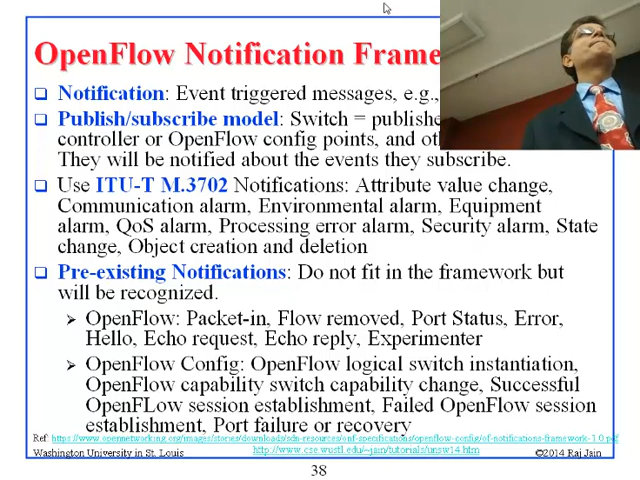 OpenFlow Notification Frame
Notification: Event triggered messages, e.g.,
Publish/subscribe model: Switch = publishe
controller or OpenFlow config points, and oth
They will be notified about the events they subscribe.
Use ITU-T M.3702 Notifications: Attribute value change,
Communication alarm, Environmental alarm, Equipment
alarm, QoS alarm, Processing error alarm, Security alarm, State
change, Object creation and deletion
Pre-existing Notifications: Do not fit in the framework but
will be recognized.
OpenFlow: Packet-in, Flow removed, Port Status, Error,
Hello, Echo request, Echo reply, Experimenter
OpenFlow Config: OpenFlow logical switch instantiation,
OpenFlow capability switch capability change, Successful
OpenFLow session establishment, Failed OpenFlow session
establishment, Port failure or recovery
Ref: https://www.opennetworking.org/images/stories/downloads/sdn-resources/onf-specifications/openflow-config/of-notifications-framework-1.0.pdf
Washington University in St. Louis
http://www.cse.wustl.edu/~jain/tutorials/unsw14.htm
©2014 Raj Jain
38